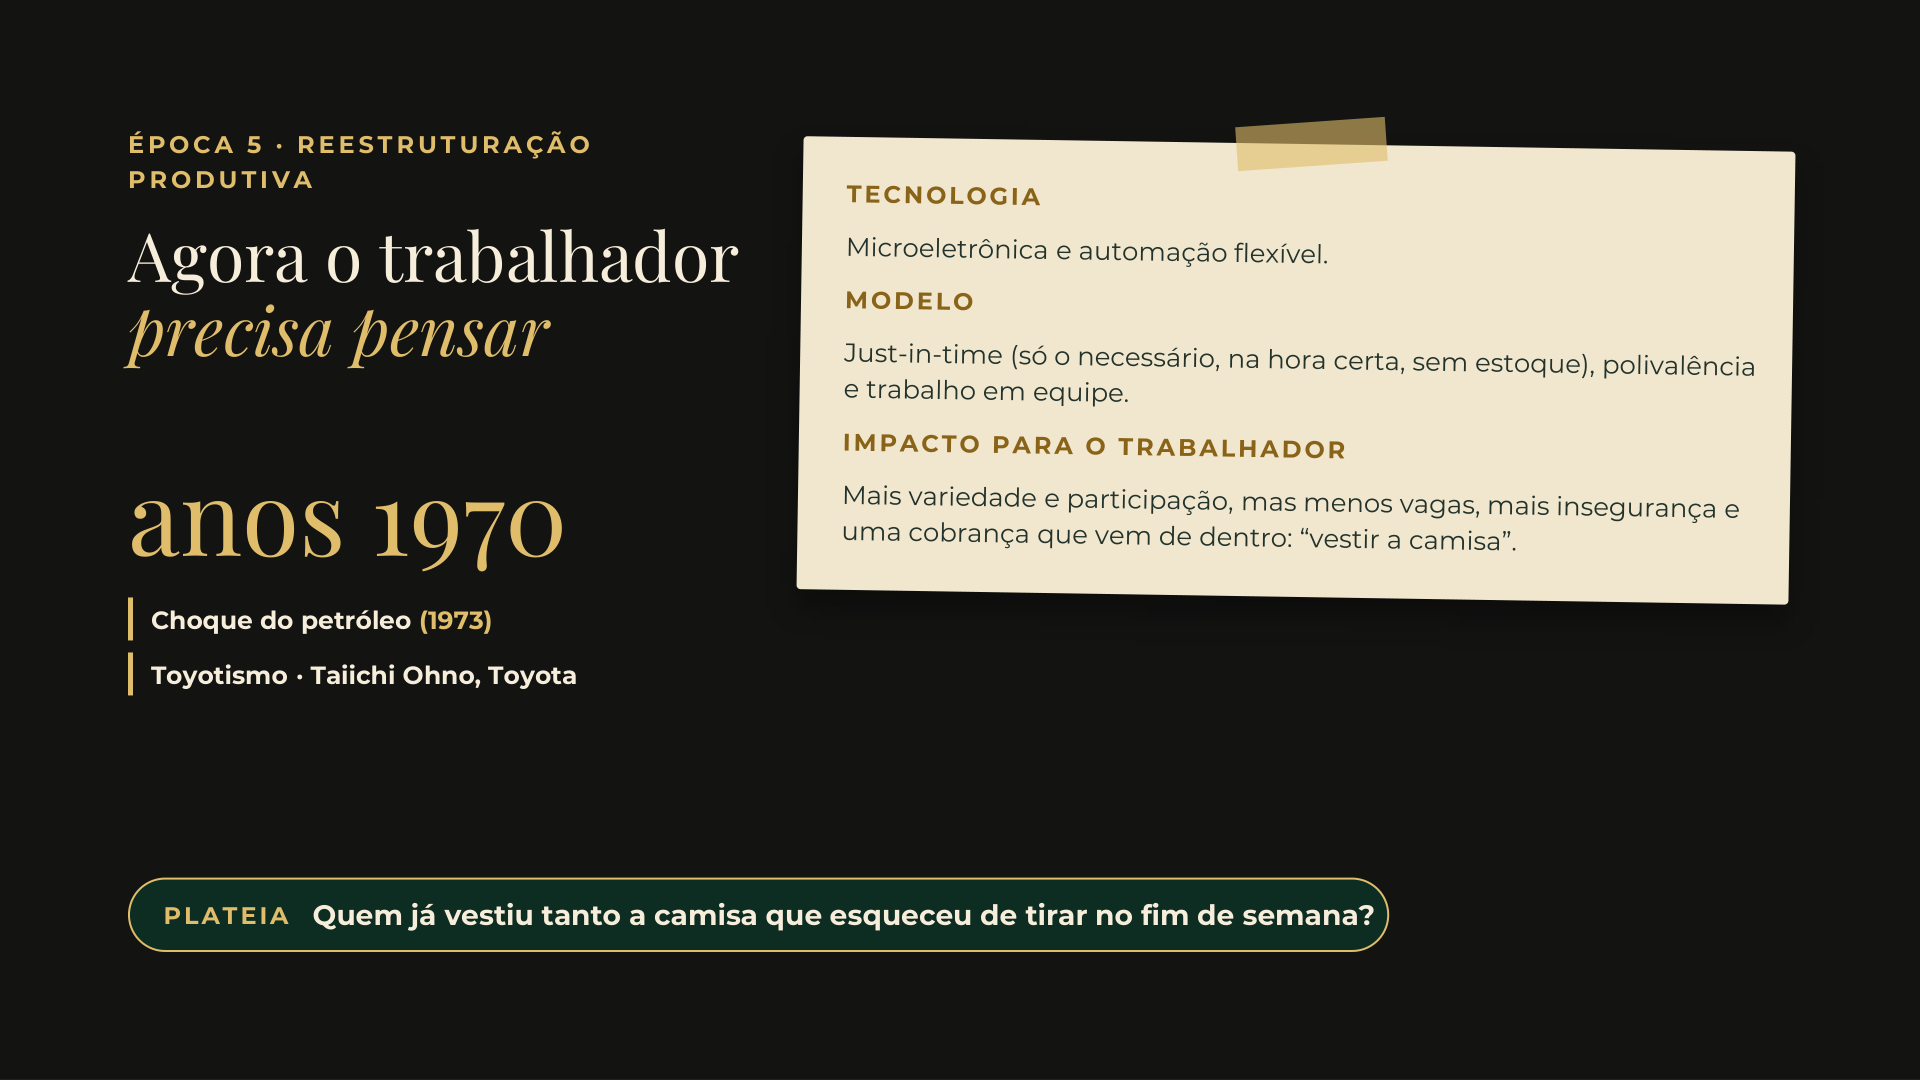 ÉPOCA 5 · REESTRUTURAÇÃO
PRODUTIVA
Agora o trabalhador
precisa pensar
anos 1970
Choque do petróleo (1973)
Toyotismo · Taiichi Ohno, Toyota
TECNOLOGIA
Microeletrônica e automação flexível.
MODELO
Just-in-time (só o necessário, na hora certa, sem estoque), polivalência
e trabalho em equipe.
IMPACTO PARA O TRABALHADOR
Mais variedade e participação, mas menos vagas, mais insegurança e
uma cobrança que vem de dentro: “vestir a camisa”.
PLATEIA Quem já vestiu tanto a camisa que esqueceu de tirar no fim de semana?